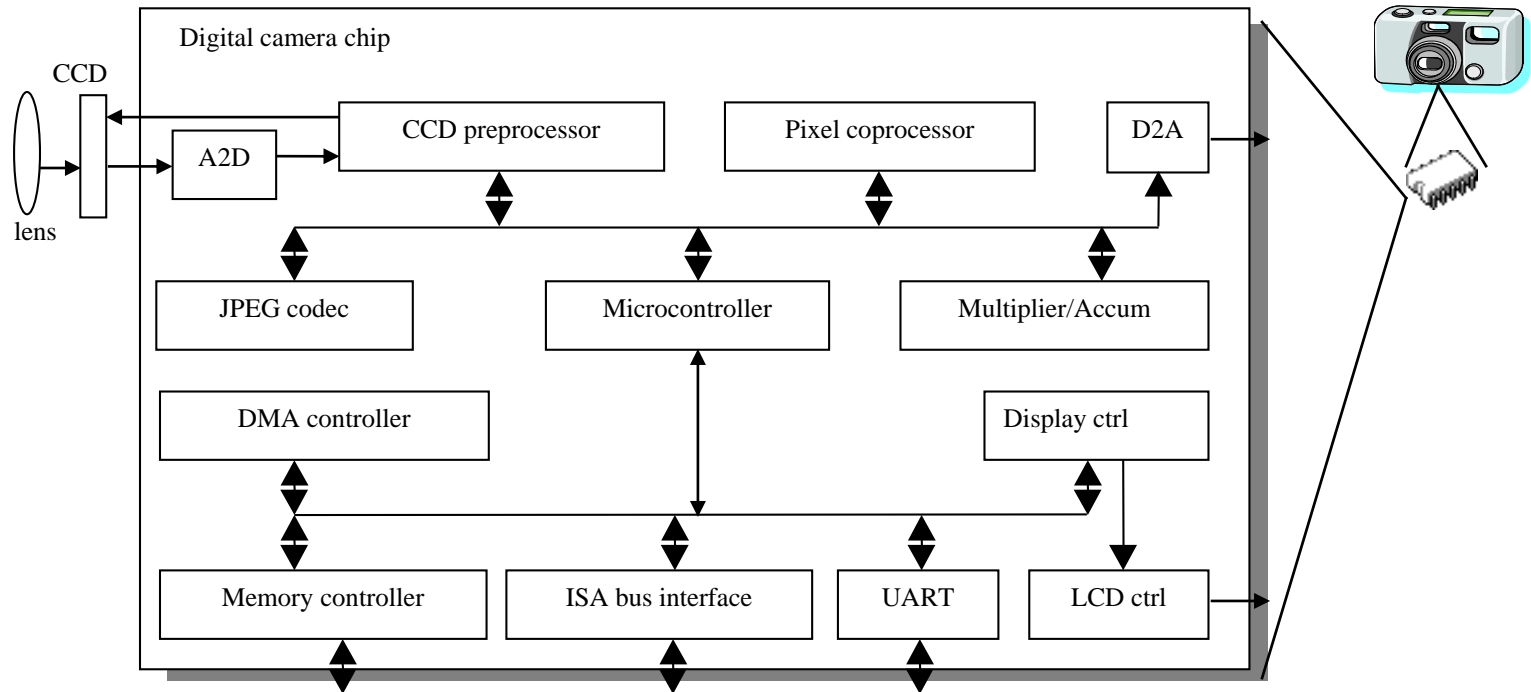 Digital camera chip
CCD
CCD preprocessor
Pixel coprocessor
D2A
A2D
lens
JPEG codec
Microcontroller
Multiplier/Accum
DMA controller
Display ctrl
Memory controller
ISA bus interface
UART
LCD ctrl